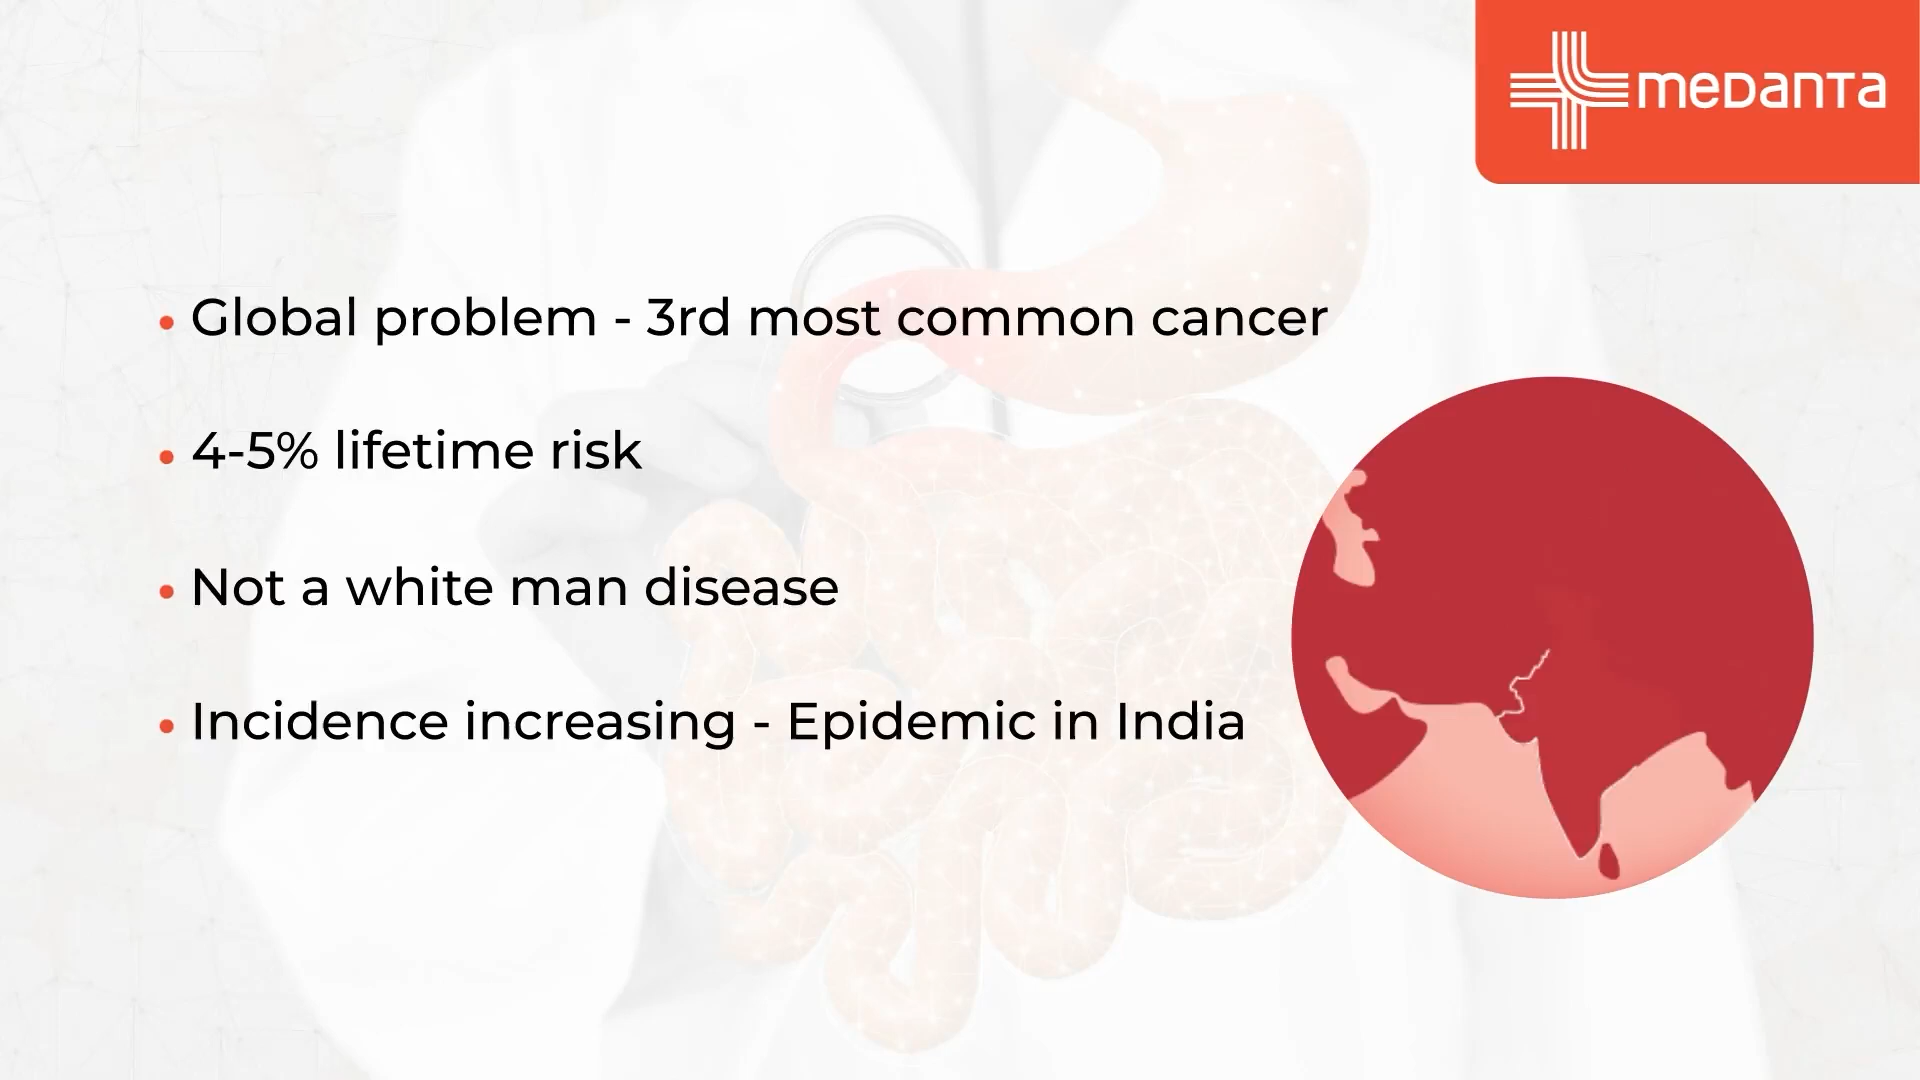 medanta
• Global problem - 3rd most common cancer
• 4-5% lifetime risk
• Not a white man disease
• Incidence increasing - Epidemic in India